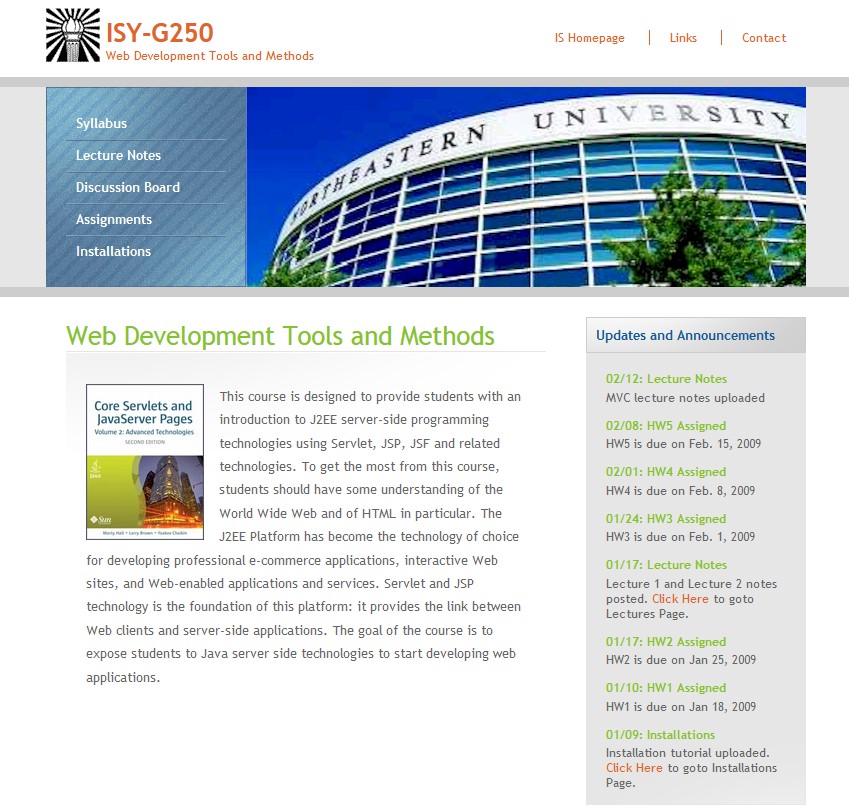 ISY-G250
Web Development Tools and Methods
IS Homepage
Links
Contact
Syllabus
Lecture Notes
Discussion Board
Assignments
Installations
NORTHEASTERN UNIVERSITY
Web Development Tools and Methods
Core Servlets and
JavaServer Pages
Volume 2: Advanced Technologies
SECOND EDITION
Sun
Marty Hall • Larry Brown • Yaakov Chaikin
This course is designed to provide students with an
introduction to J2EE server-side programming
technologies using Servlet, JSP, JSF and related
technologies. To get the most from this course,
students should have some understanding of the
World Wide Web and of HTML in particular. The
J2EE Platform has become the technology of choice
for developing professional e-commerce applications, interactive Web
sites, and Web-enabled applications and services. Servlet and JSP
technology is the foundation of this platform: it provides the link between
Web clients and server-side applications. The goal of the course is to
expose students to Java server side technologies to start developing web
applications.
Updates and Announcements
02/12: Lecture Notes
MVC lecture notes uploaded
02/08: HW5 Assigned
HW5 is due on Feb. 15, 2009
02/01: HW4 Assigned
HW4 is due on Feb. 8, 2009
01/24: HW3 Assigned
HW3 is due on Feb. 1, 2009
01/17: Lecture Notes
Lecture 1 and Lecture 2 notes
posted. Click Here to goto
Lectures Page.
01/17: HW2 Assigned
HW2 is due on Jan 25, 2009
01/10: HW1 Assigned
HW1 is due on Jan 18, 2009
01/09: Installations
Installation tutorial uploaded.
Click Here to goto Installations
Page.